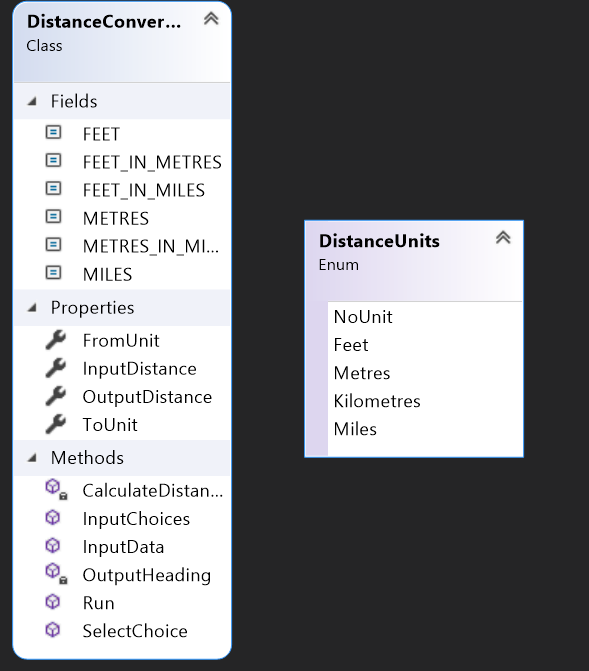 DistanceConver...
Class
Fields
FEET
FEET_IN_METRES
FEET_IN_MILES
METRES
METRES_IN_MI...
MILES
Properties
FromUnit
InputDistance
OutputDistance
ToUnit
Methods
CalculateDistan...
InputChoices
InputData
OutputHeading
Run
SelectChoice
DistanceUnits
Enum
NoUnit
Feet
Metres
Kilometres
Miles